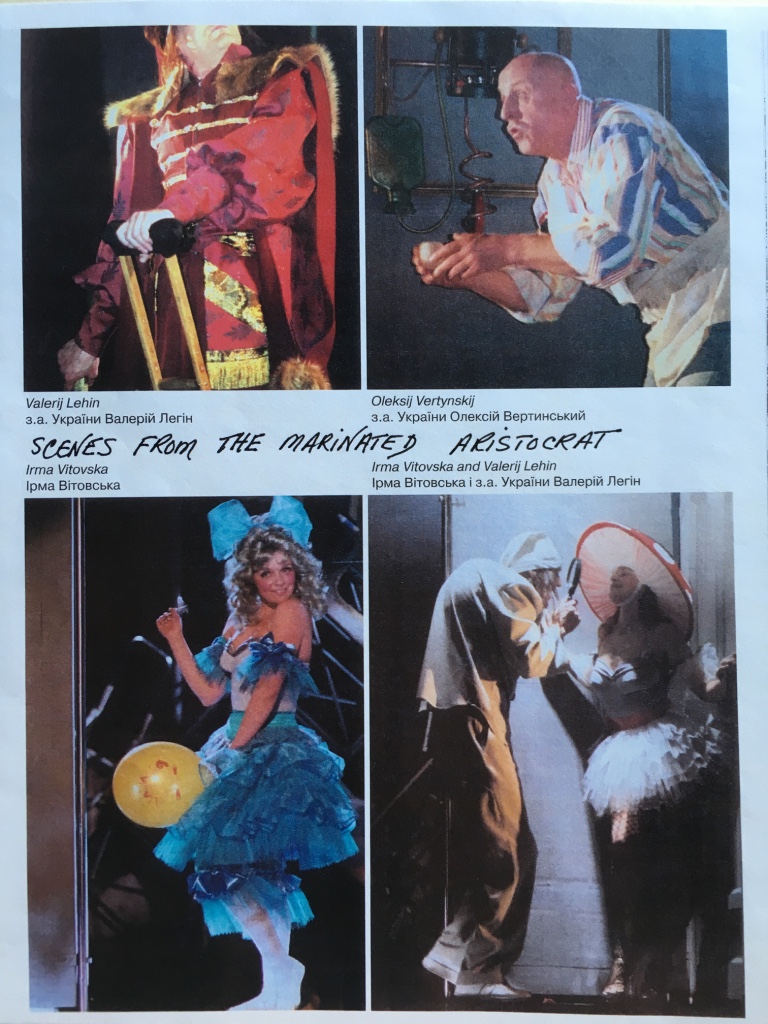 Valerij Lehin
з.а. України Валерій Легін
Oleksij Vertynskij
з.а. України Олексій Вертинський
SCENES FROM THE MARINATED ARISTOCRAT
Irma Vitovska
Ірма Вітовська
Irma Vitovska and Valerij Lehin
Ірма Вітовська і з.а. України Валерій Легін